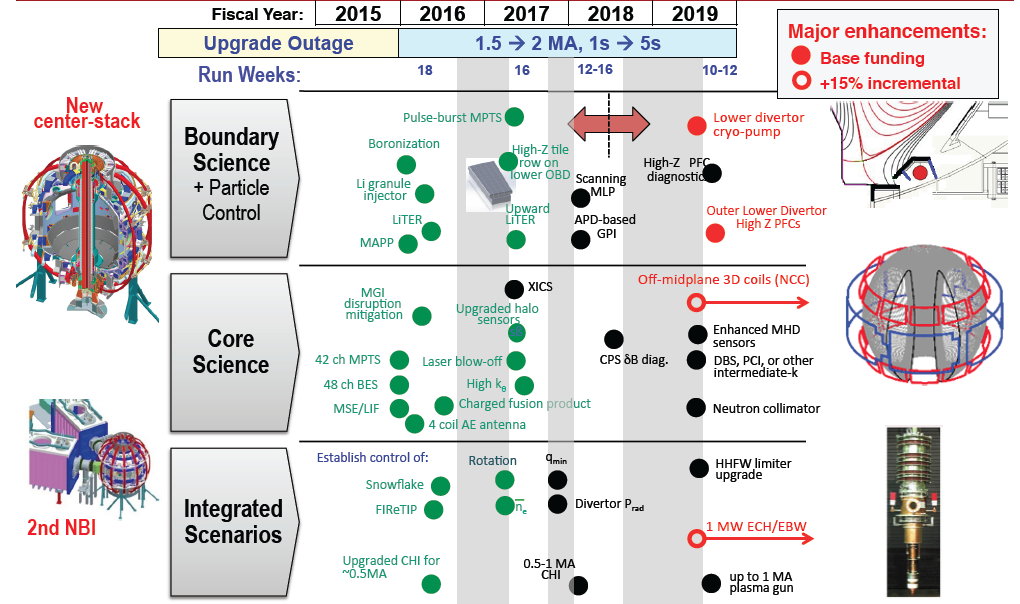 Fiscal Year: 2015 2016 2017 2018 2019
Upgrade Outage 1.5 → 2 MA, 1s → 5s
Run Weeks: 18 16 12-16 10-12
Major enhancements:
Base funding
+15% incremental
New
center-stack
2nd NBI
Boundary
Science
+ Particle
Control
Pulse-burst MPTS
Boronization
Li granule
injector
LiTER
MAPP
High-Z tile
row on
lower OBD
Upward
LiTER
Scanning
MLP
APD-based
GPI
Lower divertor
cryo-pump
High-Z PFC
diagnostic
Outer Lower Divertor
High Z PFCs
Core
Science
MGI
disruption
mitigation
42 ch MPTS
48 ch BES
MSE/LIF
XICS
Upgraded halo
sensors
Laser blow-off
High kθ
Charged fusion product
4 coil AE antenna
CPS δB diag.
Off-midplane 3D coils (NCC)
Enhanced MHD
sensors
DBS, PCI, or other
intermediate-k
Neutron collimator
Integrated
Scenarios
Establish control of:
Snowflake
FIReTIP
Rotation
n̅e
qmin
Divertor Prad
Upgraded CHI for
~0.5MA
0.5-1 MA
CHI
HHFW limiter
upgrade
1 MW ECH/EBW
up to 1 MA
plasma gun